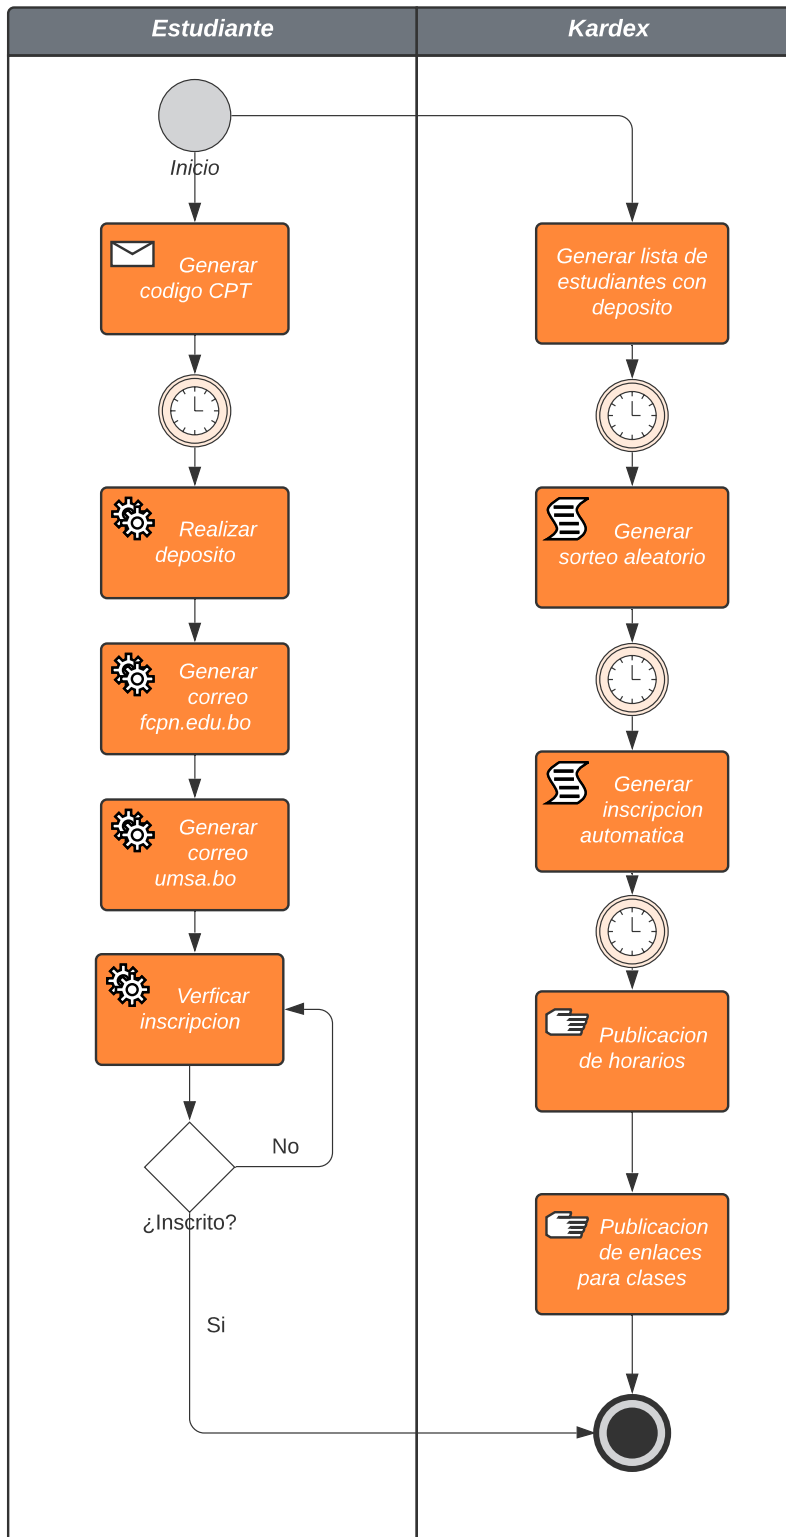 Estudiante
Kardex
Inicio
Generar
codigo CPT
Realizar
deposito
Generar
correo
fcpn.edu.bo
Generar
correo
umsa.bo
Verficar
inscripcion
No
¿Inscrito?
Si
Generar lista de
estudiantes con
deposito
Generar
sorteo aleatorio
Generar
inscripcion
automatica
Publicacion
de horarios
Publicacion
de enlaces
para clases